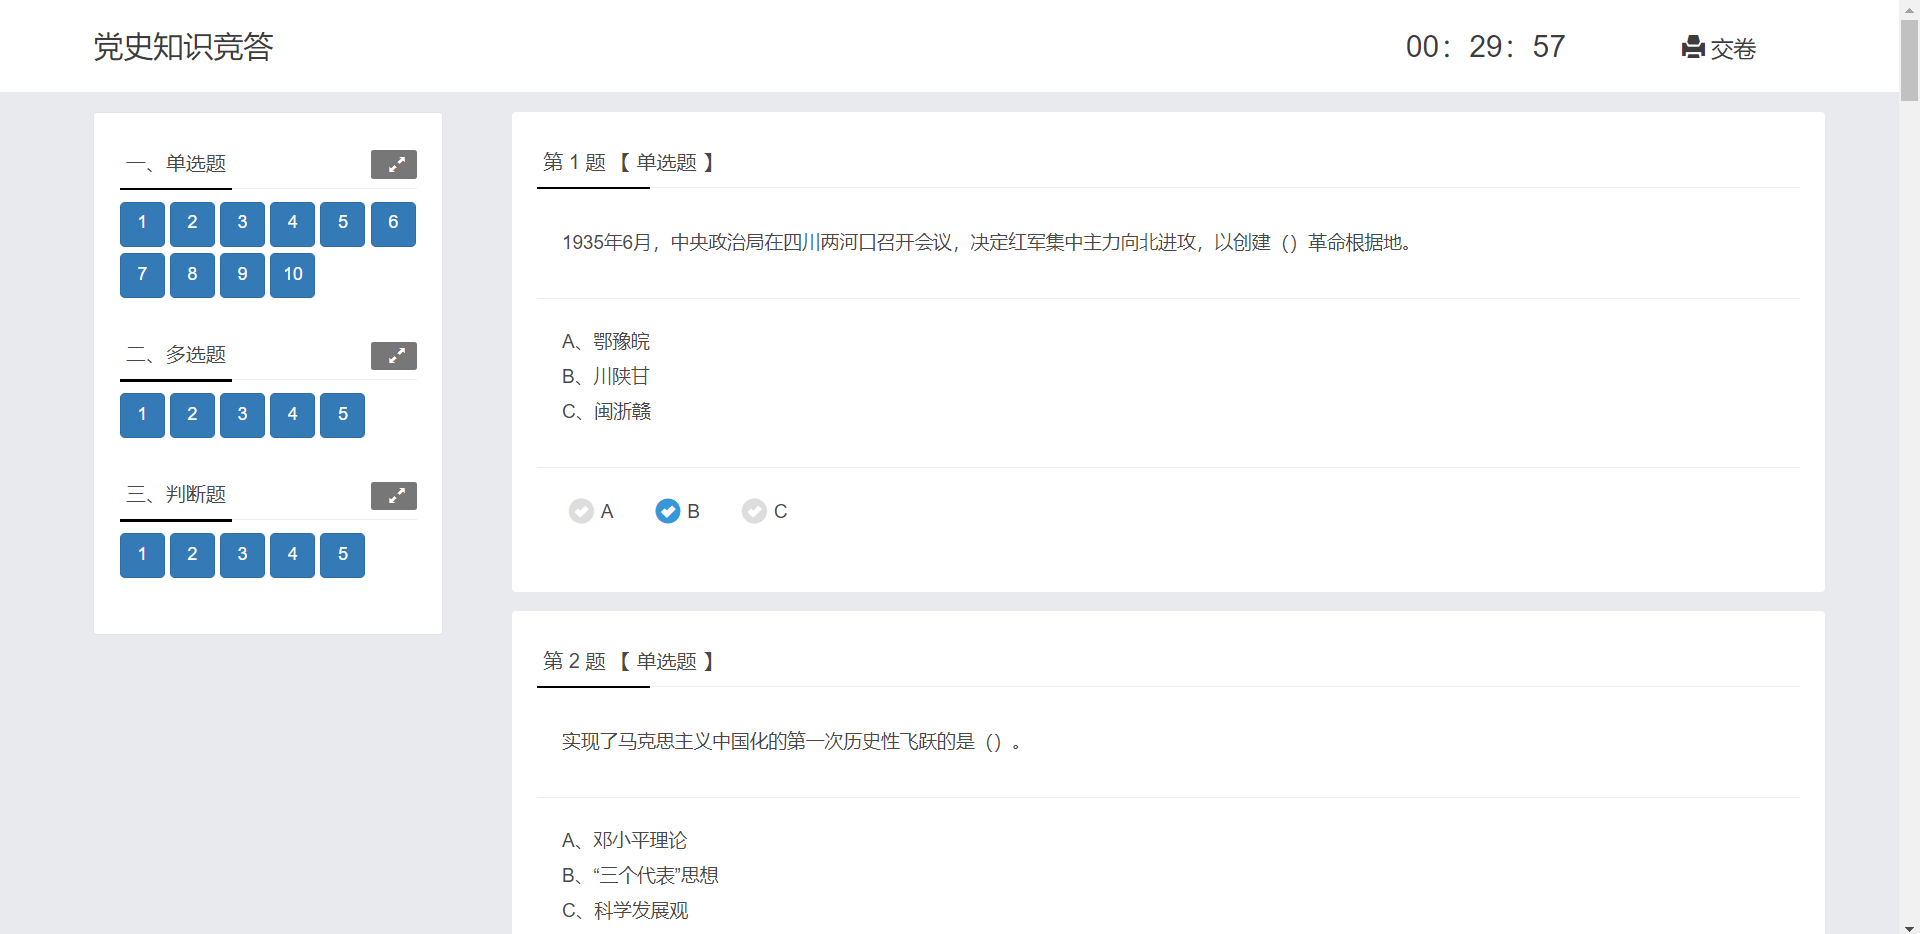 党史知识竞答
00：29：57
交卷
一、单选题
1 2 3 4 5 6
7 8 9 10
二、多选题
1 2 3 4 5
三、判断题
1 2 3 4 5
第 1 题 【 单选题 】
1935年6月，中央政治局在四川两河口召开会议，决定红军集中主力向北进攻，以创建（）革命根据地。
A、鄂豫皖
B、川陕甘
C、闽浙赣
A B C
第 2 题 【 单选题 】
实现了马克思主义中国化的第一次历史性飞跃的是（）。
A、邓小平理论
B、“三个代表”思想
C、科学发展观